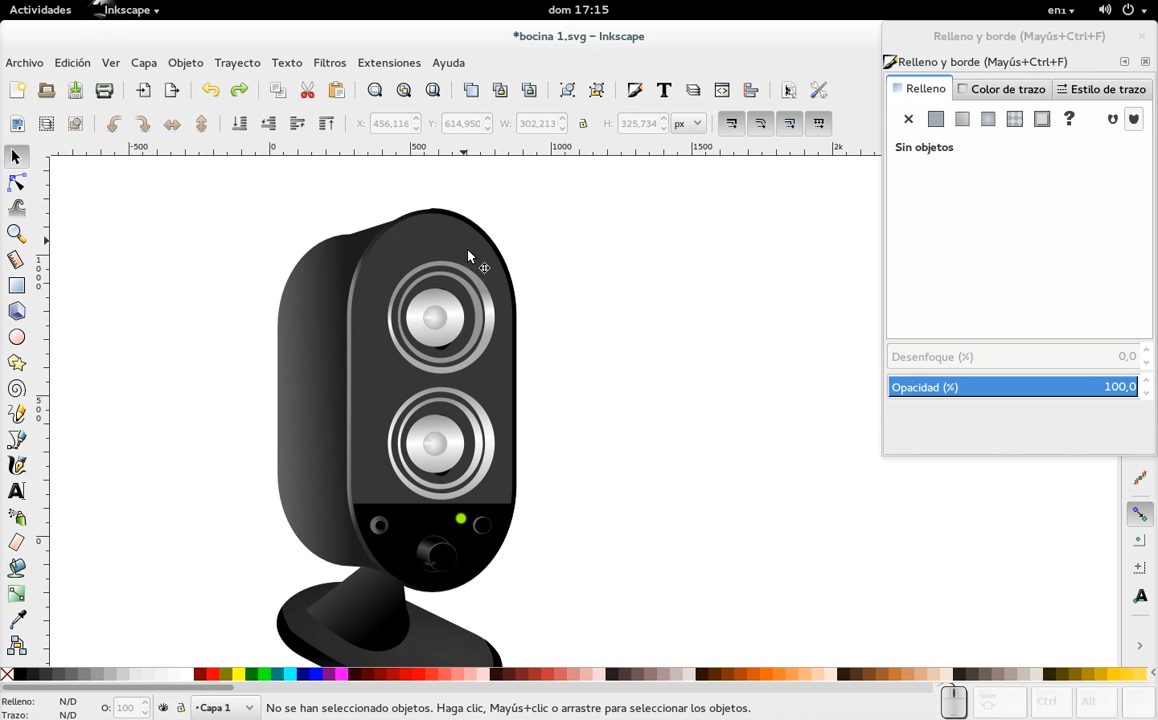 Actividades Inkscape dom 17:15 en1
*bocina 1.svg – Inkscape
Relleno y borde (Mayús+Ctrl+F)
Archivo Edición Ver Capa Objeto Trayecto Texto Filtros Extensiones Ayuda
Relleno y borde (Mayús+Ctrl+F)
Relleno Color de trazo Estilo de trazo
X: 456,116 Y: 614,950 W: 302,213 H: 325,734 px
Sin objetos
-500 0 500 1000 1500 2k
1000
500
0
Desenfoque (%) 0,0
Opacidad (%) 100,0
Relleno: N/D
Trazo: N/D
O: 100
Capa 1
No se han seleccionado objetos. Haga clic, Mayús+clic o arrastre para seleccionar los objetos.
Ctrl Alt